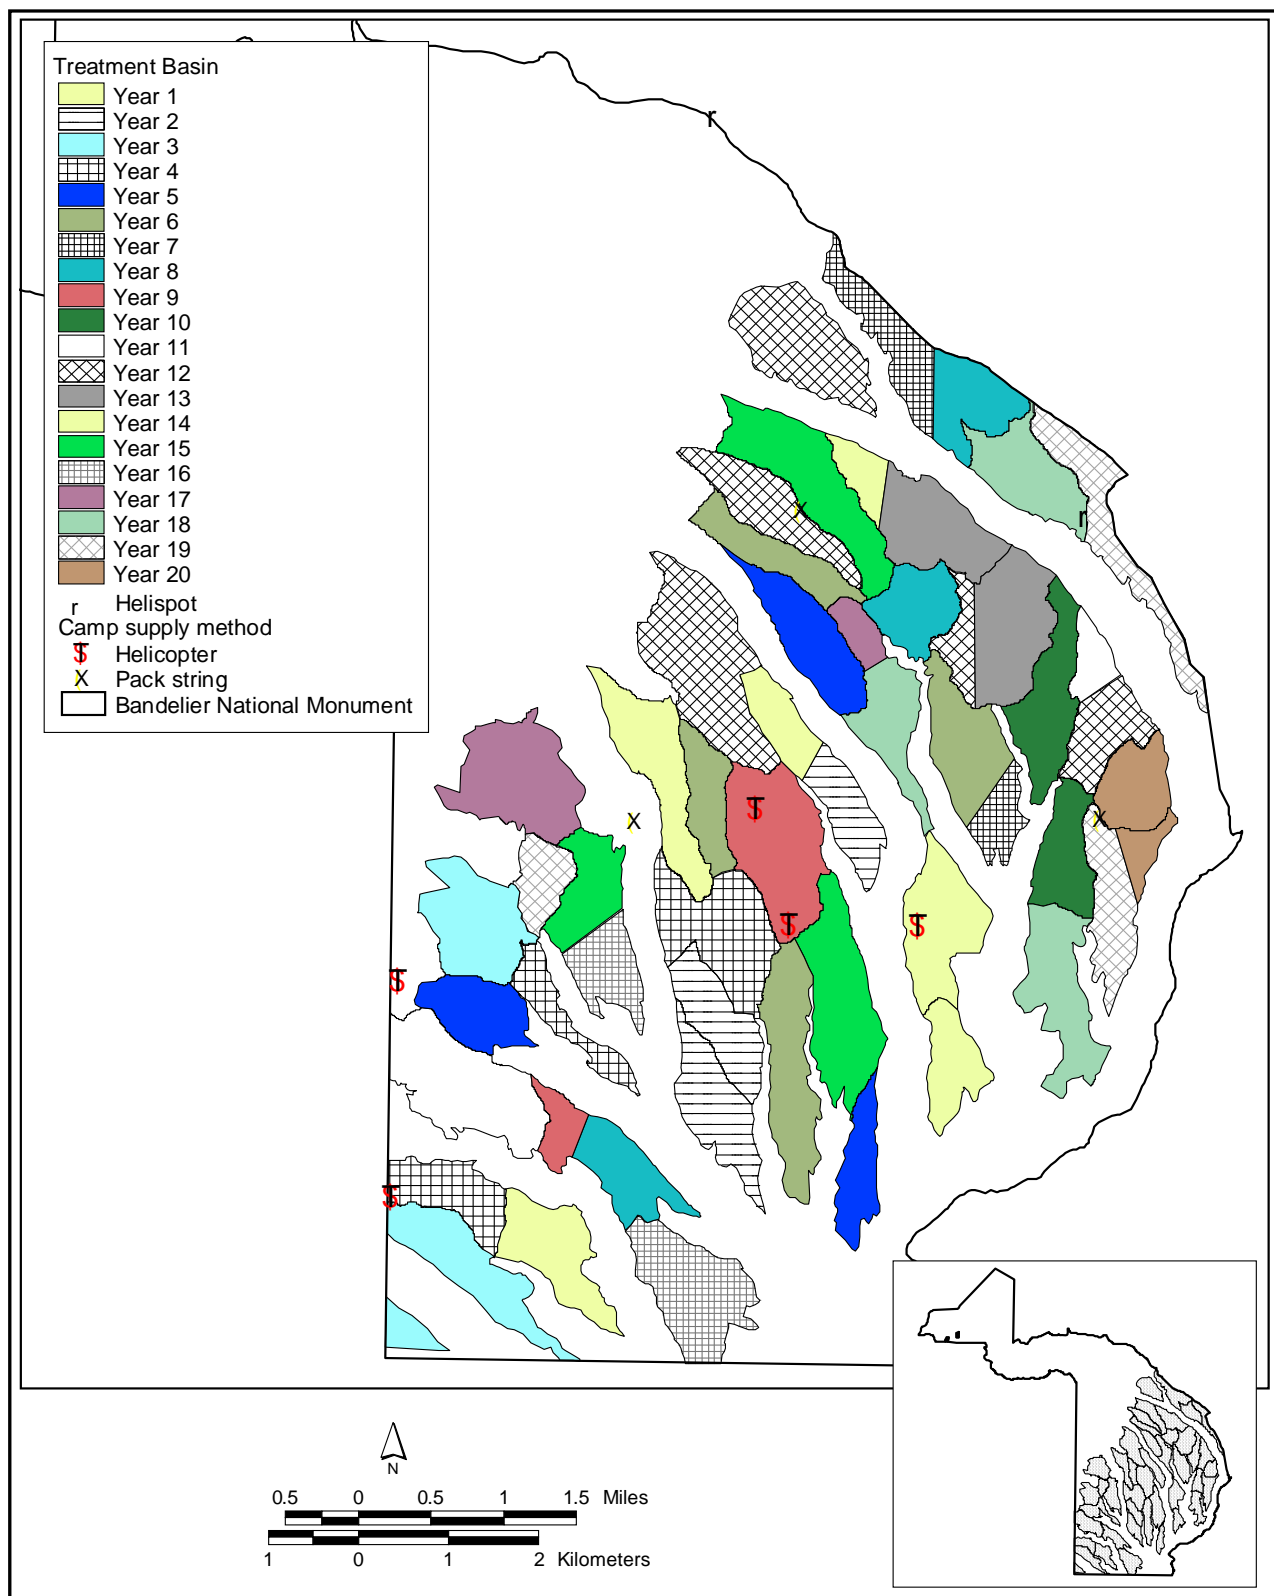 Treatment Basin
Year 1
Year 2
Year 3
Year 4
Year 5
Year 6
Year 7
Year 8
Year 9
Year 10
Year 11
Year 12
Year 13
Year 14
Year 15
Year 16
Year 17
Year 18
Year 19
Year 20
r Helispot
Camp supply method
Helicopter
X Pack string
Bandelier National Monument
r
X
r
X
X
N
0.5 0 0.5 1 1.5 Miles
1 0 1 2 Kilometers